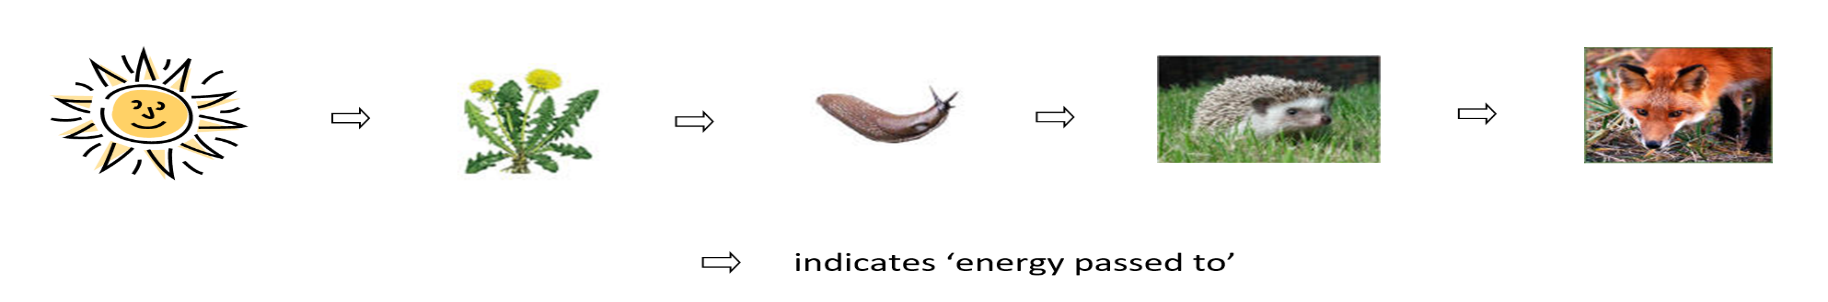 indicates ‘energy passed to’